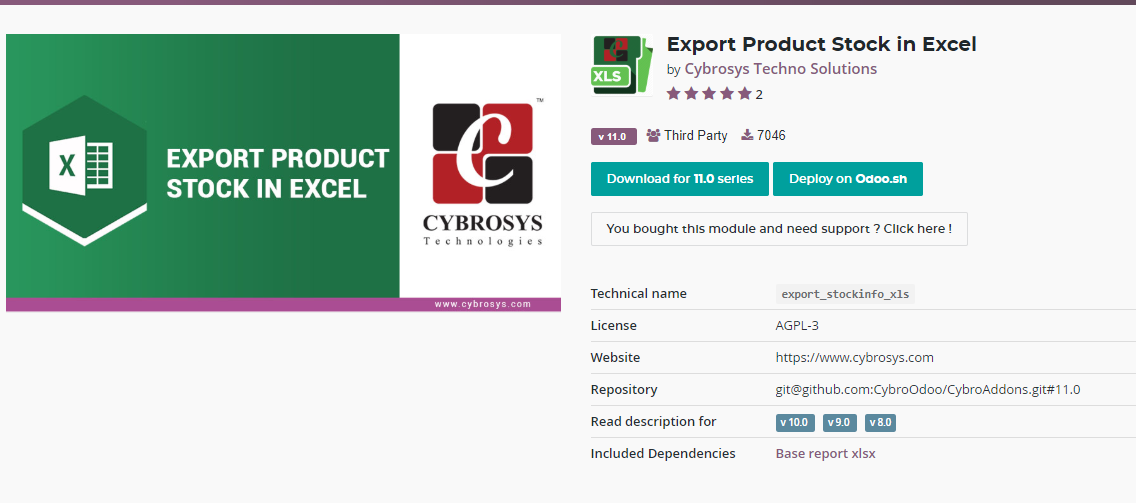 EXPORT PRODUCT
STOCK IN EXCEL
X
C
™
CYBROSYS
Technologies
www.cybrosys.com
XLS
Export Product Stock in Excel
by Cybrosys Techno Solutions
2
v 11.0 Third Party 7046
Download for 11.0 series Deploy on Odoo.sh
You bought this module and need support ? Click here !
Technical name export_stockinfo_xls
License AGPL-3
Website https://www.cybrosys.com
Repository git@github.com:CybroOdoo/CybroAddons.git#11.0
Read description for v 10.0 v 9.0 v 8.0
Included Dependencies Base report xlsx